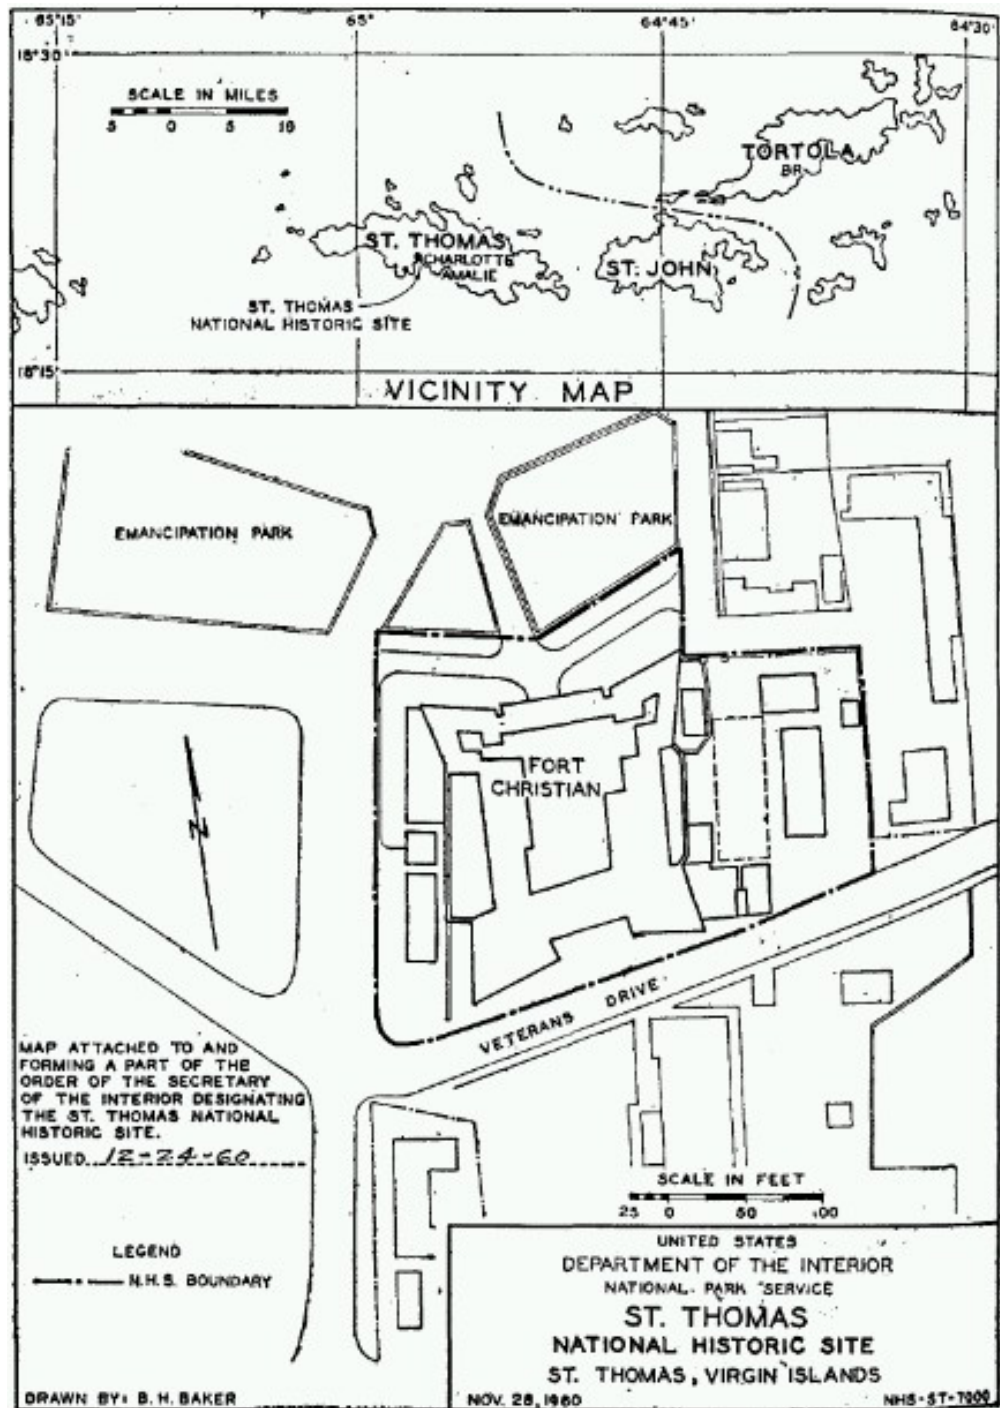 65°15'
65°
64°45'
64°30'
18°30'
SCALE IN MILES
5 0 5 10
TORTOLA
BR.
ST. THOMAS
CHARLOTTE
AMALIE
ST. JOHN
ST. THOMAS
NATIONAL HISTORIC SITE
18°15'
VICINITY MAP
EMANCIPATION PARK
EMANCIPATION PARK
FORT
CHRISTIAN
N
VETERANS DRIVE
MAP ATTACHED TO AND
FORMING A PART OF THE
ORDER OF THE SECRETARY
OF THE INTERIOR DESIGNATING
THE ST. THOMAS NATIONAL
HISTORIC SITE.
ISSUED 12-24-60
SCALE IN FEET
25 0 50 100
LEGEND
N.H.S. BOUNDARY
UNITED STATES
DEPARTMENT OF THE INTERIOR
NATIONAL PARK SERVICE
ST. THOMAS
NATIONAL HISTORIC SITE
ST. THOMAS, VIRGIN ISLANDS
DRAWN BY: B. H. BAKER
NOV. 28, 1960
NHS-ST-7000